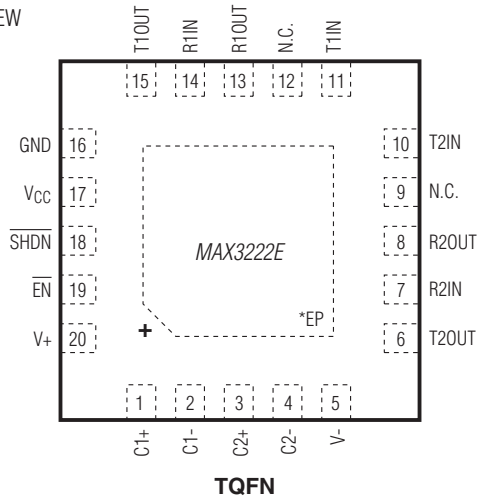 EW
T1OUT
R1IN
R1OUT
N.C.
T1IN
15 14 13 12 11
GND 16
VCC 17
SHDN 18
EN 19
V+ 20
10 T2IN
9 N.C.
8 R2OUT
7 R2IN
6 T2OUT
MAX3222E
*EP
+
1 2 3 4 5
C1+
C1-
C2+
C2-
V-
TQFN